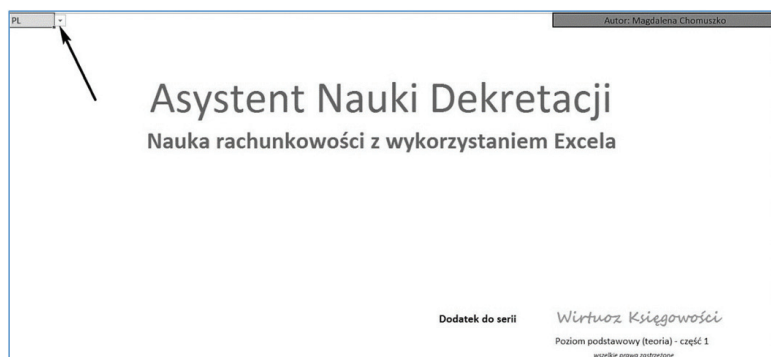 PL
Autor: Magdalena Chomuszko
Asystent Nauki Dekretacji
Nauka rachunkowości z wykorzystaniem Excela
Dodatek do serii
Wirtuoz Księgowości
Poziom podstawowy (teoria) - część 1
wszelkie prawa zastrzeżone